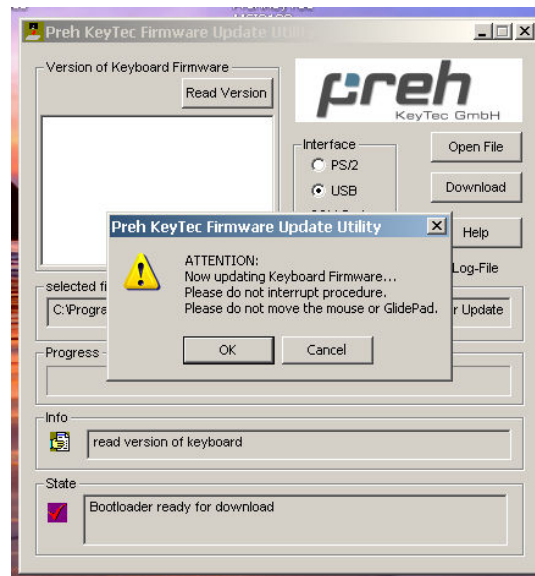 Preh KeyTec Firmware Update U
Version of Keyboard Firmware
Read Version
preh
KeyTec GmbH
Interface
PS/2
USB
Open File
Download
Help
Log-File
Preh KeyTec Firmware Update Utility
ATTENTION:
Now updating Keyboard Firmware...
Please do not interrupt procedure.
Please do not move the mouse or GlidePad.
OK
Cancel
selected fi
C:\Progra
r Update
Progress
Info
read version of keyboard
State
Bootloader ready for download